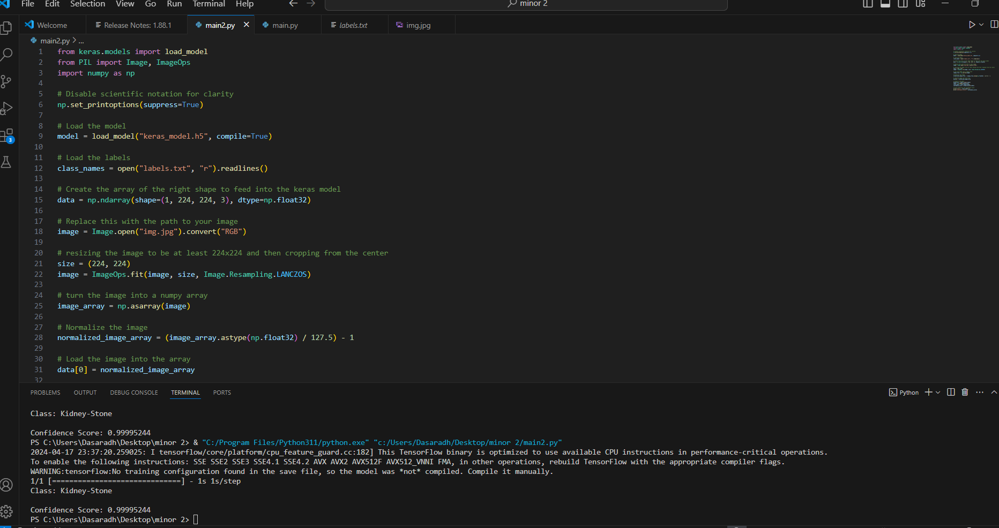 File Edit Selection View Go Run Terminal Help
minor 2
Welcome Release Notes: 1.88.1 main2.py main.py labels.txt img.jpg
main2.py > ...
1 from keras.models import load_model
2 from PIL import Image, ImageOps
3 import numpy as np
4
5 # Disable scientific notation for clarity
6 np.set_printoptions(suppress=True)
7
8 # Load the model
9 model = load_model("keras_model.h5", compile=True)
10
11 # Load the labels
12 class_names = open("labels.txt", "r").readlines()
13
14 # Create the array of the right shape to feed into the keras model
15 data = np.ndarray(shape=(1, 224, 224, 3), dtype=np.float32)
16
17 # Replace this with the path to your image
18 image = Image.open("img.jpg").convert("RGB")
19
20 # resizing the image to be at least 224x224 and then cropping from the center
21 size = (224, 224)
22 image = ImageOps.fit(image, size, Image.Resampling.LANCZOS)
23
24 # turn the image into a numpy array
25 image_array = np.asarray(image)
26
27 # Normalize the image
28 normalized_image_array = (image_array.astype(np.float32) / 127.5) - 1
29
30 # Load the image into the array
31 data[0] = normalized_image_array
32
3
PROBLEMS OUTPUT DEBUG CONSOLE TERMINAL PORTS
Python
Class: Kidney-Stone
Confidence Score: 0.99995244
PS C:\Users\Dasaradh\Desktop\minor 2> & "C:/Program Files/Python311/python.exe" "c:/Users/Dasaradh/Desktop/minor 2/main2.py"
2024-04-17 23:37:20.259025: I tensorflow/core/platform/cpu_feature_guard.cc:182] This TensorFlow binary is optimized to use available CPU instructions in performance-critical operations.
To enable the following instructions: SSE SSE2 SSE3 SSE4.1 SSE4.2 AVX AVX2 AVX512F AVX512_VNNI FMA, in other operations, rebuild TensorFlow with the appropriate compiler flags.
WARNING:tensorflow:No training configuration found in the save file, so the model was *not* compiled. Compile it manually.
1/1 [==============================] - 1s 1s/step
Class: Kidney-Stone
Confidence Score: 0.99995244
PS C:\Users\Dasaradh\Desktop\minor 2>